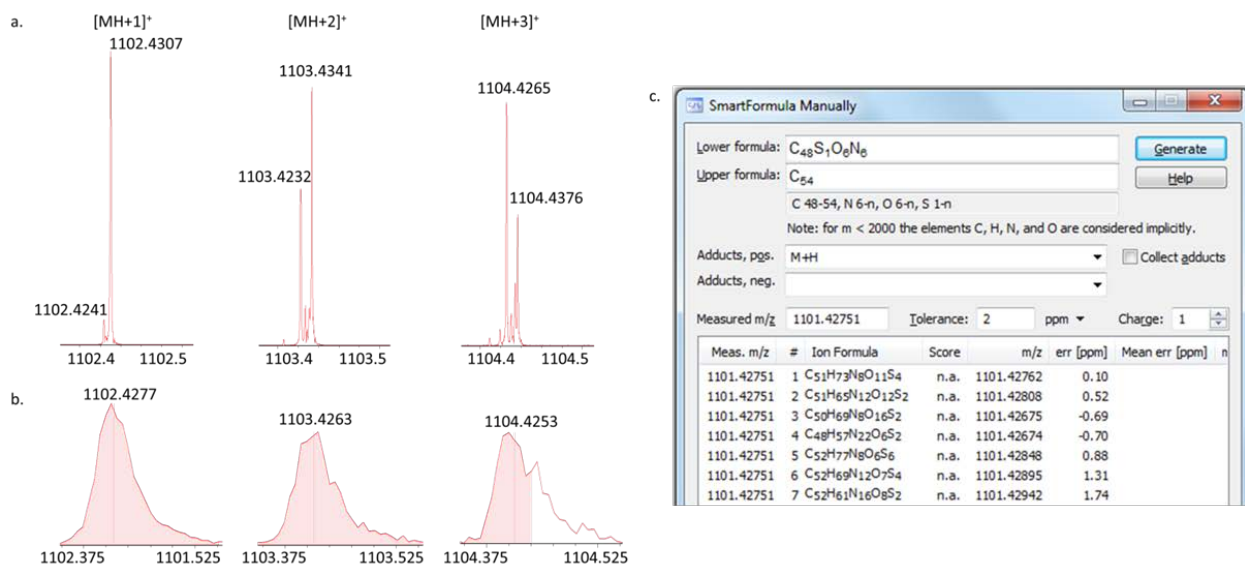 a.
[MH+1]⁺ [MH+2]⁺ [MH+3]⁺
1102.4307
1103.4341
1104.4265
1103.4232
1104.4376
1102.4241
1102.4 1102.5 1103.4 1103.5 1104.4 1104.5
b.
1102.4277 1103.4263 1104.4253
1102.375 1101.525 1103.375 1103.525 1104.375 1104.525
c.
SmartFormula Manually
Lower formula: C₄₈S₁O₆N₆ Generate
Upper formula: C₅₄ Help
C 48-54, N 6-n, O 6-n, S 1-n
Note: for m < 2000 the elements C, H, N, and O are considered implicitly.
Adducts, pos. M+H Collect adducts
Adducts, neg.
Measured m/z 1101.42751 Tolerance: 2 ppm Charge: 1
Meas. m/z # Ion Formula Score m/z err [ppm] Mean err [ppm]
1101.42751 1 C₅₁H₇₃N₈O₁₁S₄ n.a. 1101.42762 0.10
1101.42751 2 C₅₁H₆₅N₁₂O₁₂S₂ n.a. 1101.42808 0.52
1101.42751 3 C₅₀H₆₉N₈O₁₆S₂ n.a. 1101.42675 -0.69
1101.42751 4 C₄₈H₅₇N₂₂O₆S₂ n.a. 1101.42674 -0.70
1101.42751 5 C₅₂H₇₇N₈O₆S₆ n.a. 1101.42848 0.88
1101.42751 6 C₅₂H₆₉N₁₂O₇S₄ n.a. 1101.42895 1.31
1101.42751 7 C₅₂H₆₁N₁₆O₈S₂ n.a. 1101.42942 1.74